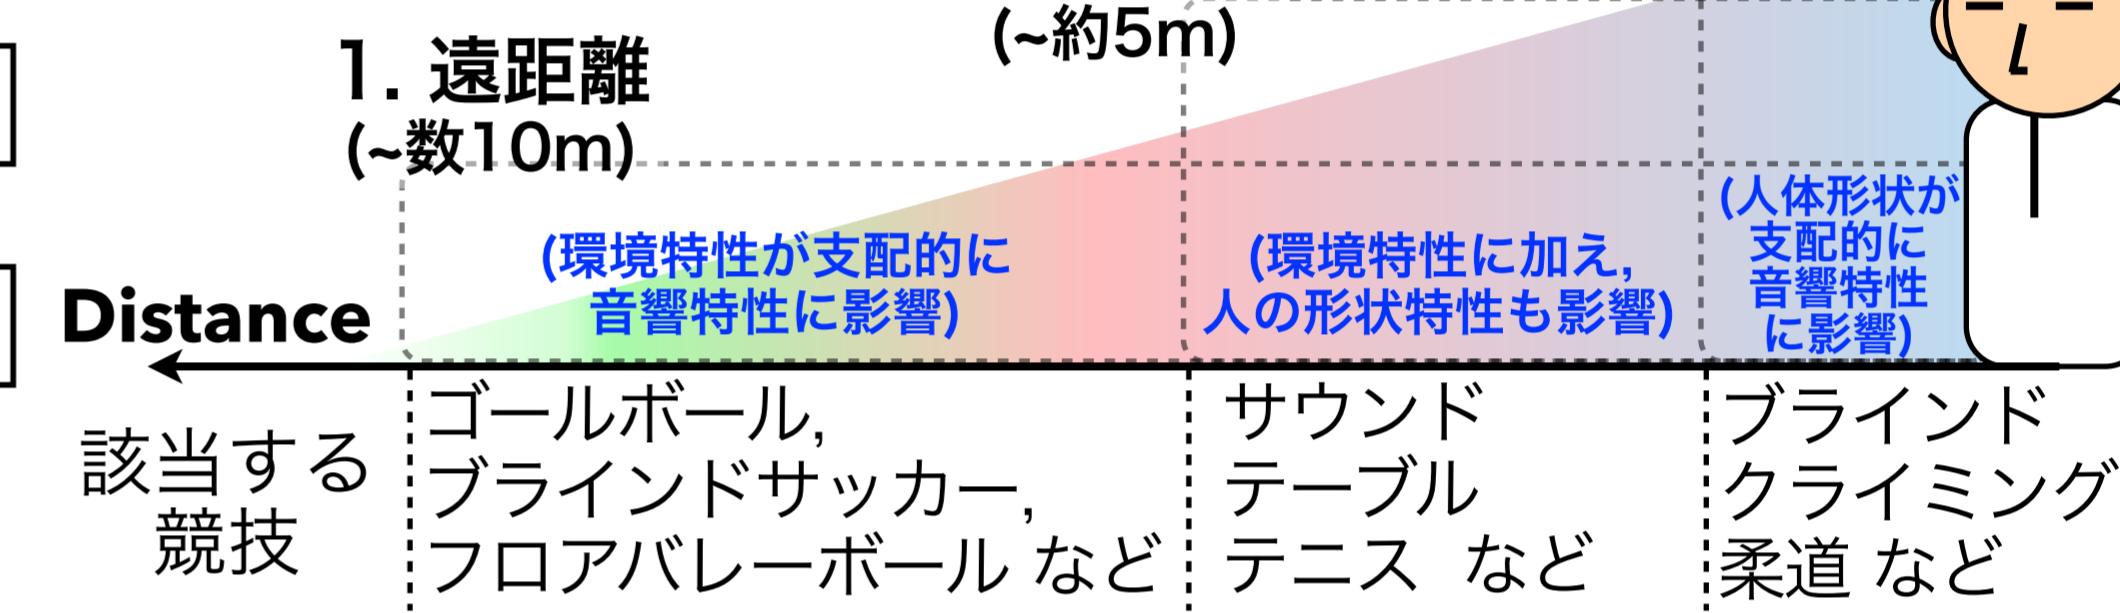 (~約5m)
1. 遠距離
(~数10m)
(環境特性が支配的に
音響特性に影響)
(環境特性に加え,
人の形状特性も影響)
(人体形状が
支配的に
音響特性
に影響)
Distance
該当する
競技
ゴールボール,
ブラインドサッカー,
フロアバレーボール など
サウンド
テーブル
テニス など
ブラインド
クライミング
柔道 など